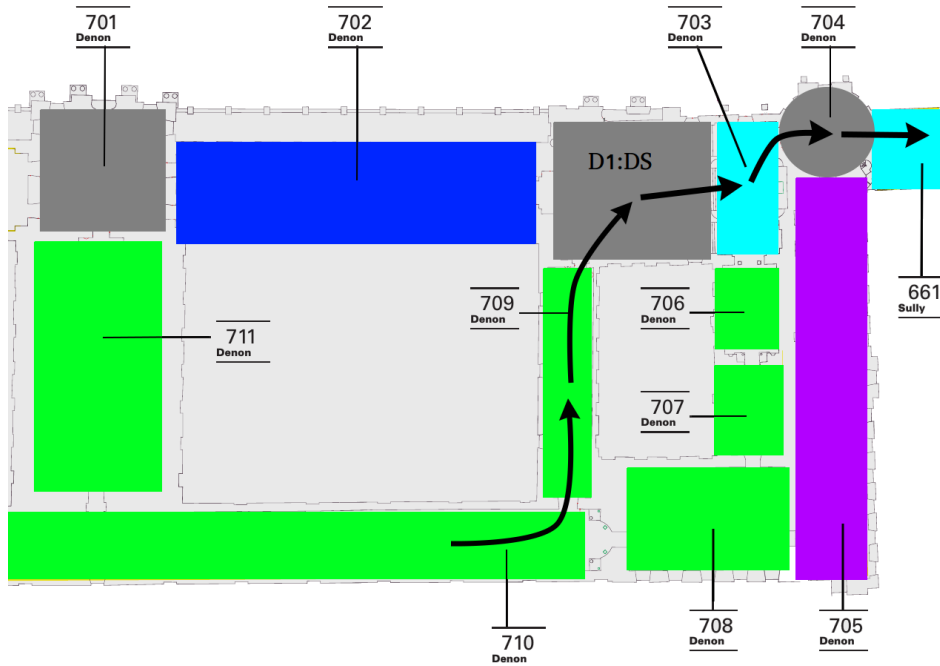 701
Denon
702
Denon
703
Denon
704
Denon
D1:DS
709
Denon
706
Denon
661
Sully
711
Denon
707
Denon
710
Denon
708
Denon
705
Denon